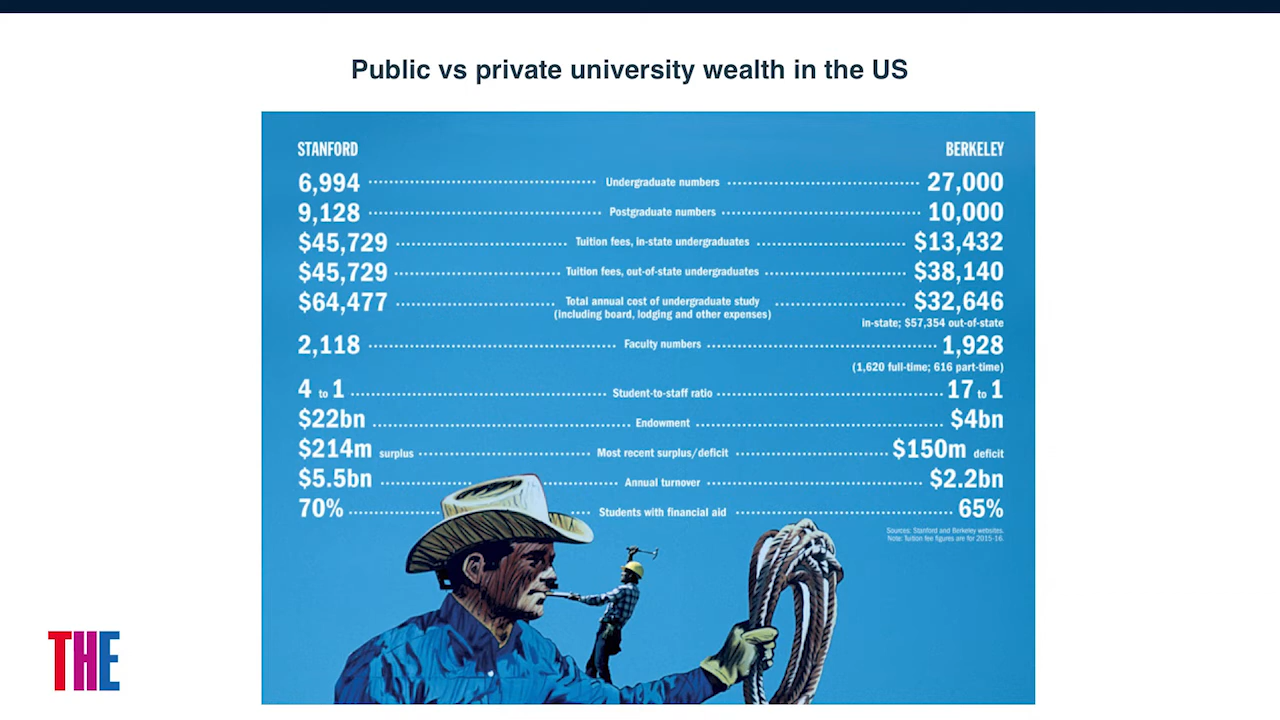 Public vs private university wealth in the US
STANFORD BERKELEY
6,994 Undergraduate numbers 27,000
9,128 Postgraduate numbers 10,000
$45,729 Tuition fees, in-state undergraduates $13,432
$45,729 Tuition fees, out-of-state undergraduates $38,140
$64,477 Total annual cost of undergraduate study $32,646
(including board, lodging and other expenses) in-state; $57,354 out-of-state
2,118 Faculty numbers 1,928
(1,620 full-time; 616 part-time)
4 to 1 Student-to-staff ratio 17 to 1
$22bn Endowment $4bn
$214m surplus Most recent surplus/deficit $150m deficit
$5.5bn Annual turnover $2.2bn
70% Students with financial aid 65%
Sources: Stanford and Berkeley websites.
Note: Tuition fee figures are for 2015-16.
THE